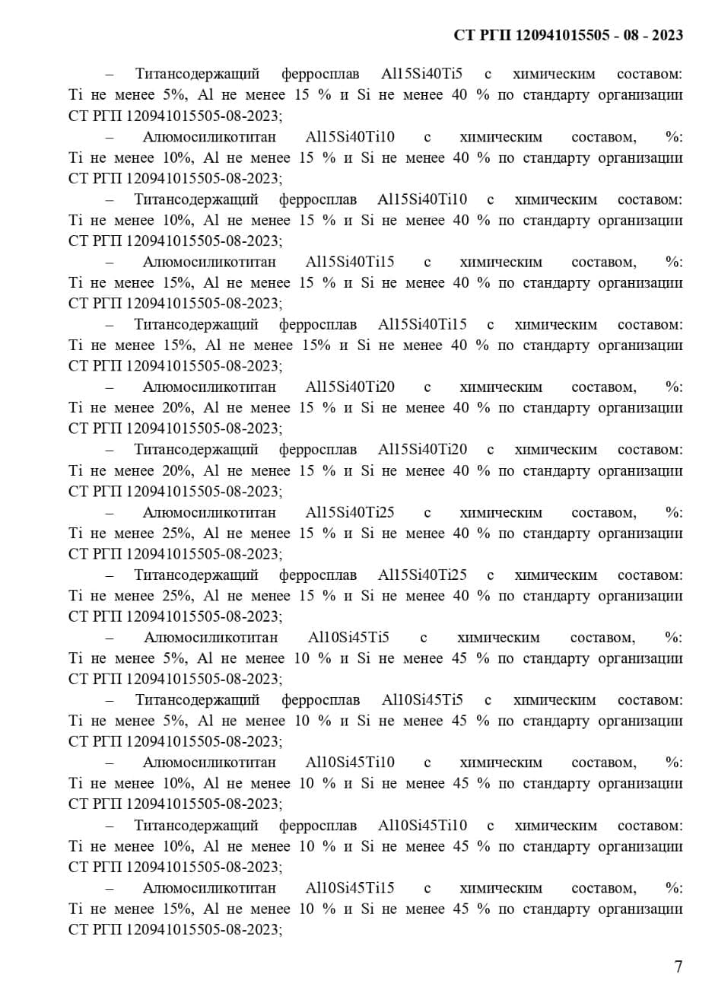 СТ РГП 120941015505 - 08 - 2023
– Титансодержащий ферросплав Al15Si40Ti5 с химическим составом:
Ti не менее 5%, Al не менее 15 % и Si не менее 40 % по стандарту организации
СТ РГП 120941015505-08-2023;
– Алюмосиликотитан Al15Si40Ti10 с химическим составом, %:
Ti не менее 10%, Al не менее 15 % и Si не менее 40 % по стандарту организации
СТ РГП 120941015505-08-2023;
– Титансодержащий ферросплав Al15Si40Ti10 с химическим составом:
Ti не менее 10%, Al не менее 15 % и Si не менее 40 % по стандарту организации
СТ РГП 120941015505-08-2023;
– Алюмосиликотитан Al15Si40Ti15 с химическим составом, %:
Ti не менее 15%, Al не менее 15 % и Si не менее 40 % по стандарту организации
СТ РГП 120941015505-08-2023;
– Титансодержащий ферросплав Al15Si40Ti15 с химическим составом:
Ti не менее 15%, Al не менее 15% и Si не менее 40 % по стандарту организации
СТ РГП 120941015505-08-2023;
– Алюмосиликотитан Al15Si40Ti20 с химическим составом, %:
Ti не менее 20%, Al не менее 15 % и Si не менее 40 % по стандарту организации
СТ РГП 120941015505-08-2023;
– Титансодержащий ферросплав Al15Si40Ti20 с химическим составом:
Ti не менее 20%, Al не менее 15 % и Si не менее 40 % по стандарту организации
СТ РГП 120941015505-08-2023;
– Алюмосиликотитан Al15Si40Ti25 с химическим составом, %:
Ti не менее 25%, Al не менее 15 % и Si не менее 40 % по стандарту организации
СТ РГП 120941015505-08-2023;
– Титансодержащий ферросплав Al15Si40Ti25 с химическим составом:
Ti не менее 25%, Al не менее 15 % и Si не менее 40 % по стандарту организации
СТ РГП 120941015505-08-2023;
– Алюмосиликотитан Al10Si45Ti5 с химическим составом, %:
Ti не менее 5%, Al не менее 10 % и Si не менее 45 % по стандарту организации
СТ РГП 120941015505-08-2023;
– Титансодержащий ферросплав Al10Si45Ti5 с химическим составом:
Ti не менее 5%, Al не менее 10 % и Si не менее 45 % по стандарту организации
СТ РГП 120941015505-08-2023;
– Алюмосиликотитан Al10Si45Ti10 с химическим составом, %:
Ti не менее 10%, Al не менее 10 % и Si не менее 45 % по стандарту организации
СТ РГП 120941015505-08-2023;
– Титансодержащий ферросплав Al10Si45Ti10 с химическим составом:
Ti не менее 10%, Al не менее 10 % и Si не менее 45 % по стандарту организации
СТ РГП 120941015505-08-2023;
– Алюмосиликотитан Al10Si45Ti15 с химическим составом, %:
Ti не менее 15%, Al не менее 10 % и Si не менее 45 % по стандарту организации
СТ РГП 120941015505-08-2023;
7